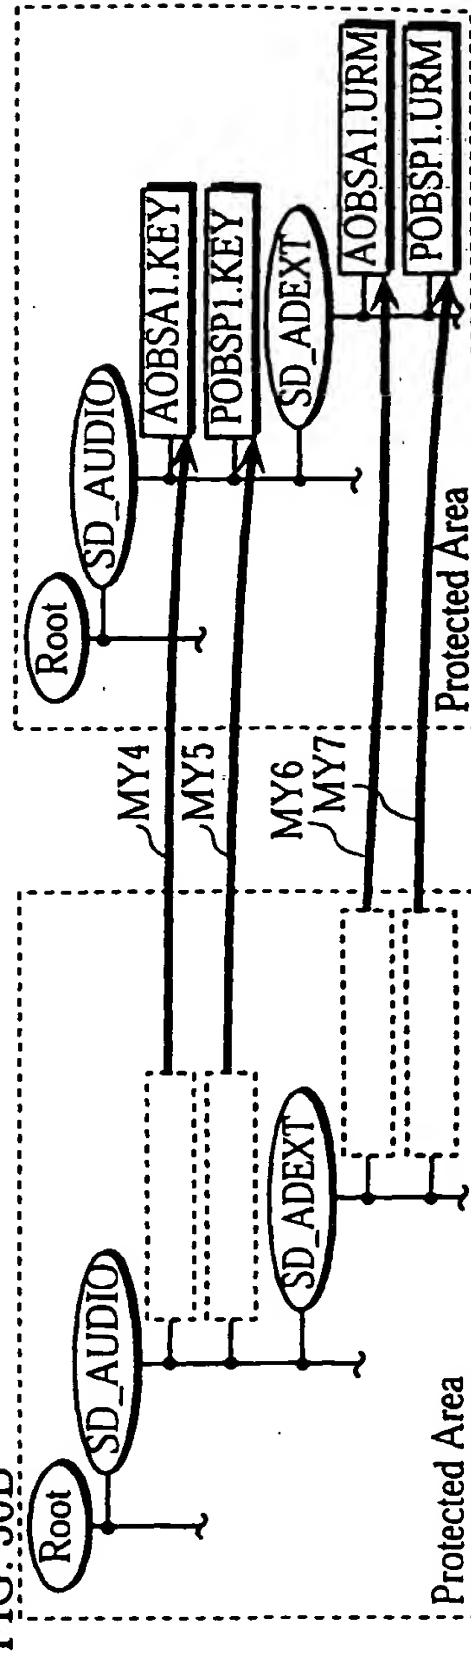 FIG.
Root
SD_AUDIO
SD_ADEXT
Protected Area
MY4
MY5
MY6
MY7
Root
SD_AUDIO
AOBSA1.KEY
POBSP1.KEY
SD_ADEXT
AOBSA1.URM
POBSP1.URM
Protected Area